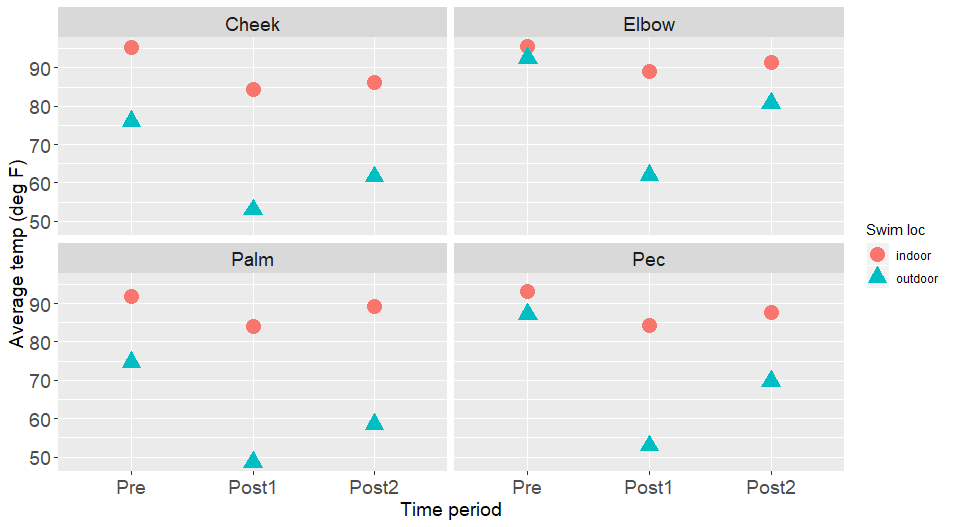 Cheek
Elbow
90
80
70
60
50
Palm
Pec
90
80
70
60
50
Pre
Post1
Post2
Pre
Post1
Post2
Time period
Average temp (deg F)
Swim loc
indoor
outdoor